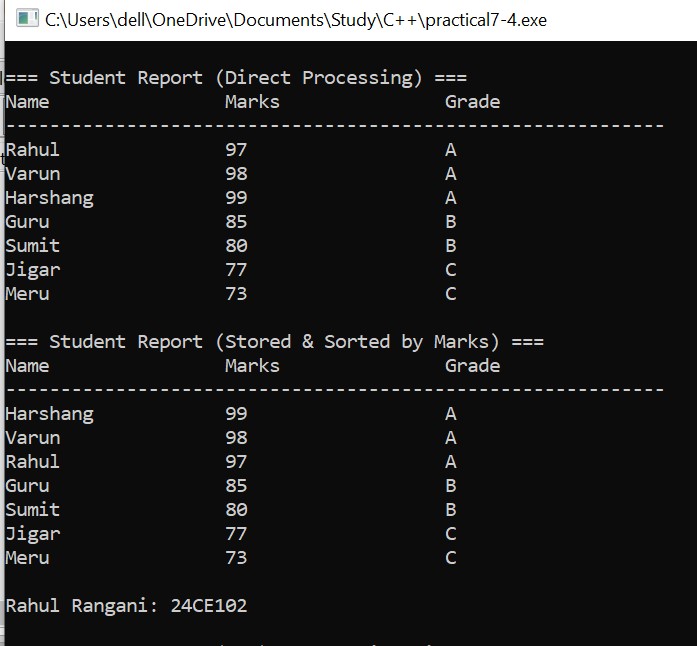 C:\Users\dell\OneDrive\Documents\Study\C++\practical7-4.exe
=== Student Report (Direct Processing) ===
Name                Marks               Grade
------------------------------------------------------------
Rahul               97                  A
Varun               98                  A
Harshang            99                  A
Guru                85                  B
Sumit               80                  B
Jigar               77                  C
Meru                73                  C
=== Student Report (Stored & Sorted by Marks) ===
Name                Marks               Grade
------------------------------------------------------------
Harshang            99                  A
Varun               98                  A
Rahul               97                  A
Guru                85                  B
Sumit               80                  B
Jigar               77                  C
Meru                73                  C
Rahul Rangani: 24CE102